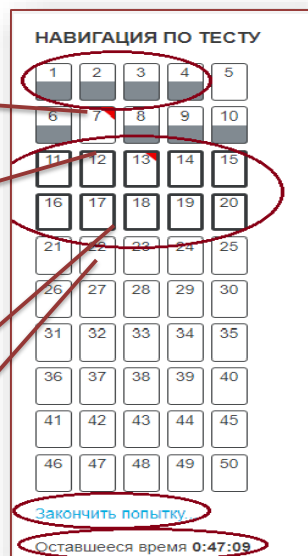 НАВИГАЦИЯ ПО ТЕСТУ
1 2 3 4 5
6 7 8 9 10
11 12 13 14 15
16 17 18 19 20
21 22 23 24 25
26 27 28 29 30
31 32 33 34 35
36 37 38 39 40
41 42 43 44 45
46 47 48 49 50
Закончить попытку...
Оставшееся время 0:47:09